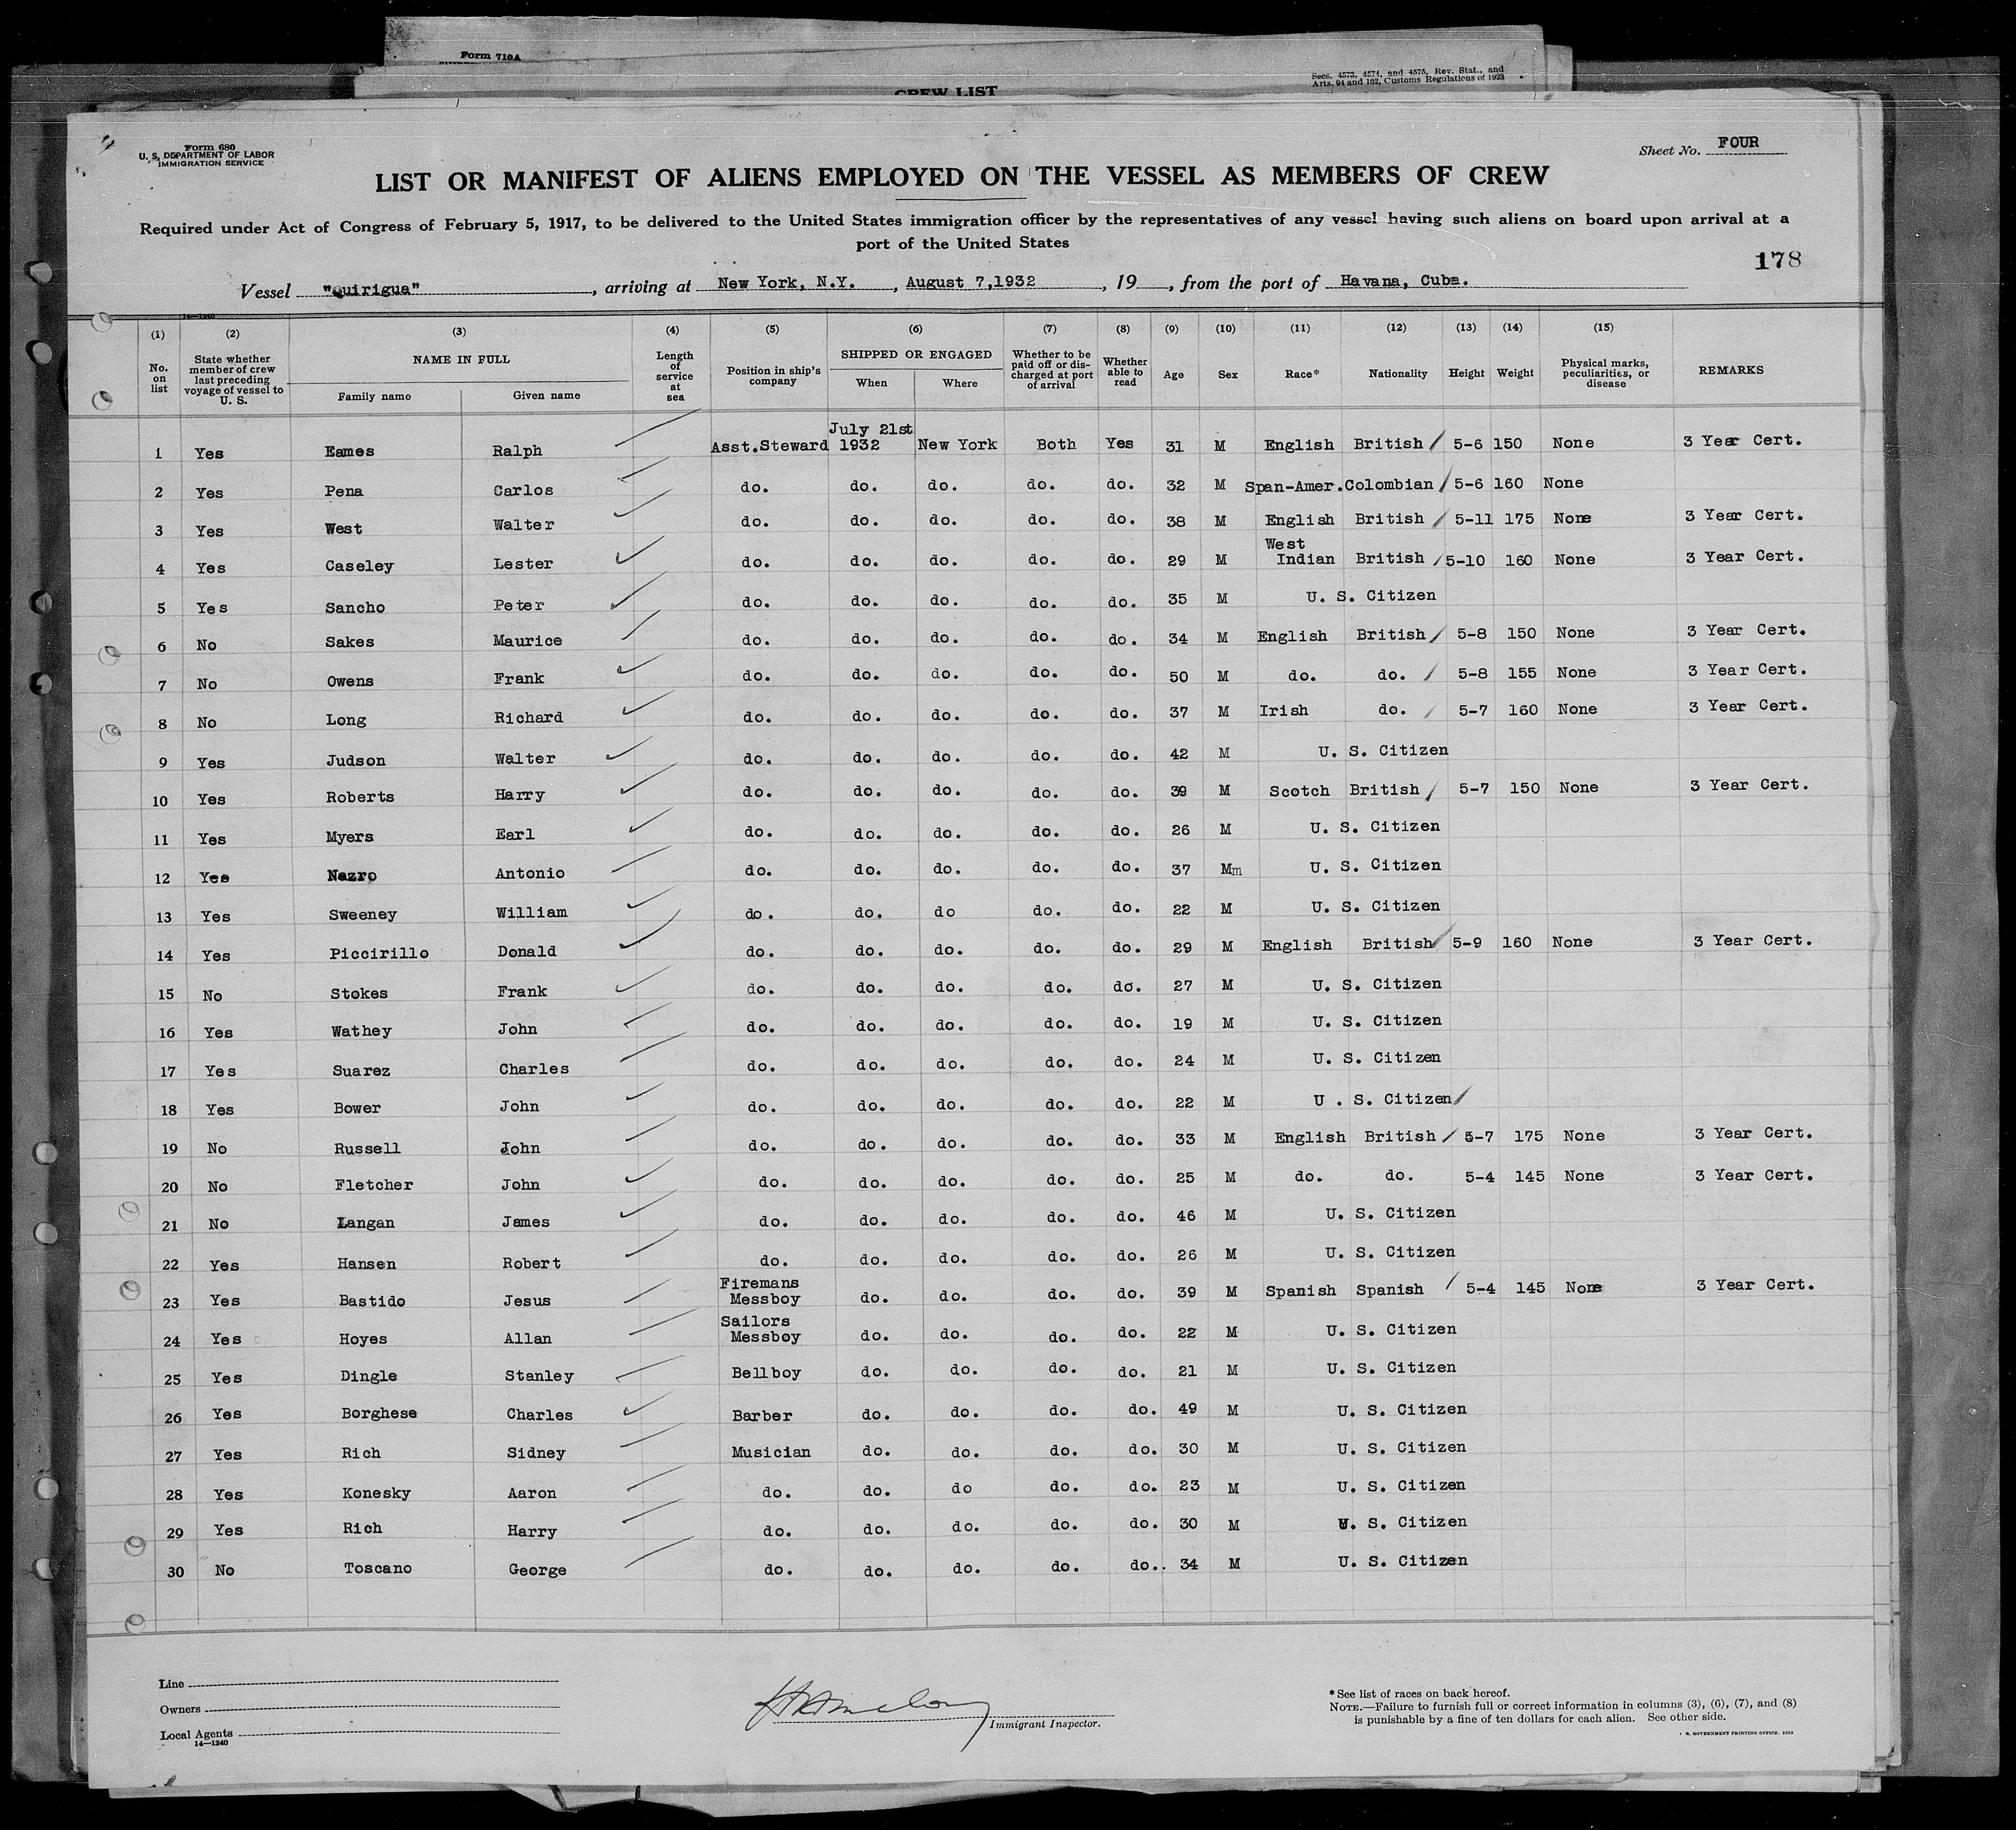 Form 710A
Secs. 4573, 4574, and 4575, Rev. Stat., and
Arts. 94 and 102, Customs Regulations of 1923
CREW LIST
Form 680
U. S. DEPARTMENT OF LABOR
IMMIGRATION SERVICE
Sheet No. FOUR
LIST OR MANIFEST OF ALIENS EMPLOYED ON THE VESSEL AS MEMBERS OF CREW
Required under Act of Congress of February 5, 1917, to be delivered to the United States immigration officer by the representatives of any vessel having such aliens on board upon arrival at a
port of the United States
178
Vessel "Quirigua", arriving at New York, N.Y., August 7,1932, 19 , from the port of Havana, Cuba.
14—1240
(1) (2) (3) (4) (5) (6) (7) (8) (9) (10) (11) (12) (13) (14) (15)
No. on list State whether member of crew last preceding voyage of vessel to U. S. NAME IN FULL Family name Given name Length of service at sea Position in ship's company SHIPPED OR ENGAGED When Where Whether to be paid off or discharged at port of arrival Whether able to read Age Sex Race* Nationality Height Weight Physical marks, peculiarities, or disease REMARKS
1 Yes Eames Ralph Asst.Steward July 21st 1932 New York Both Yes 31 M English British 5-6 150 None 3 Year Cert.
2 Yes Pena Carlos do. do. do. do. do. 32 M Span-Amer. Colombian 5-6 160 None
3 Yes West Walter do. do. do. do. do. 38 M English British 5-11 175 None 3 Year Cert.
4 Yes Caseley Lester do. do. do. do. do. 29 M West Indian British 5-10 160 None 3 Year Cert.
5 Yes Sancho Peter do. do. do. do. do. 35 M U. S. Citizen
6 No Sakes Maurice do. do. do. do. do. 34 M English British 5-8 150 None 3 Year Cert.
7 No Owens Frank do. do. do. do. do. 50 M do. do. 5-8 155 None 3 Year Cert.
8 No Long Richard do. do. do. do. do. 37 M Irish do. 5-7 160 None 3 Year Cert.
9 Yes Judson Walter do. do. do. do. do. 42 M U. S. Citizen
10 Yes Roberts Harry do. do. do. do. do. 39 M Scotch British 5-7 150 None 3 Year Cert.
11 Yes Myers Earl do. do. do. do. do. 26 M U. S. Citizen
12 Yes Nazro Antonio do. do. do. do. do. 37 Mm U. S. Citizen
13 Yes Sweeney William do. do. do do. do. 22 M U. S. Citizen
14 Yes Piccirillo Donald do. do. do. do. do. 29 M English British 5-9 160 None 3 Year Cert.
15 No Stokes Frank do. do. do. do. do. 27 M U. S. Citizen
16 Yes Wathey John do. do. do. do. do. 19 M U. S. Citizen
17 Yes Suarez Charles do. do. do. do. do. 24 M U. S. Citizen
18 Yes Bower John do. do. do. do. do. 22 M U . S. Citizen
19 No Russell John do. do. do. do. do. 33 M English British 5-7 175 None 3 Year Cert.
20 No Fletcher John do. do. do. do. do. 25 M do. do. 5-4 145 None 3 Year Cert.
21 No Langan James do. do. do. do. do. 46 M U. S. Citizen
22 Yes Hansen Robert do. do. do. do. do. 26 M U. S. Citizen
23 Yes Bastido Jesus Firemans Messboy do. do. do. do. 39 M Spanish Spanish 5-4 145 None 3 Year Cert.
24 Yes Hoyes Allan Sailors Messboy do. do. do. do. 22 M U. S. Citizen
25 Yes Dingle Stanley Bellboy do. do. do. do. 21 M U. S. Citizen
26 Yes Borghese Charles Barber do. do. do. do. 49 M U. S. Citizen
27 Yes Rich Sidney Musician do. do. do. do. 30 M U. S. Citizen
28 Yes Konesky Aaron do. do. do do. do. 23 M U. S. Citizen
29 Yes Rich Harry do. do. do. do. do. 30 M U. S. Citizen
30 No Toscano George do. do. do. do. do.. 34 M U. S. Citizen
Line
Owners
Local Agents
14—1240
Immigrant Inspector.
*See list of races on back hereof.
NOTE.—Failure to furnish full or correct information in columns (3), (6), (7), and (8)
is punishable by a fine of ten dollars for each alien. See other side.
GOVERNMENT PRINTING OFFICE